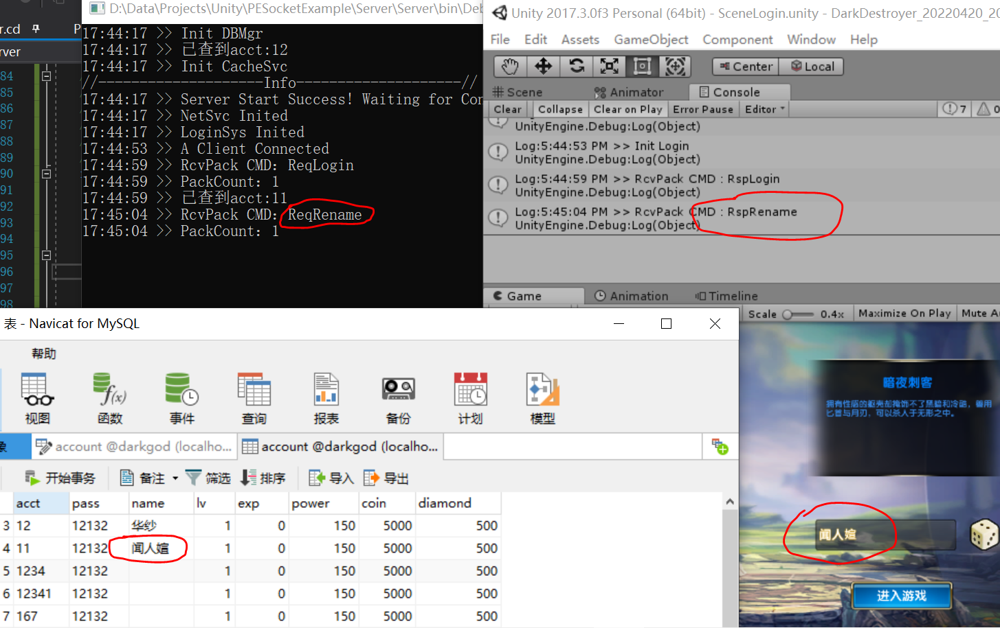 r.cd
P
rver
84
85
86
87
88
89
90
91
92
93
94
95
96
97
98
D:\Data\Projects\Unity\PESocketExample\Server\Server\bin\Deb
17:44:17 >> Init DBMgr
17:44:17 >> 已查到acct:12
17:44:17 >> Init CacheSvc
//--------------------Info--------------------//
17:44:17 >> Server Start Success! Waiting for Con
17:44:17 >> NetSvc Inited
17:44:17 >> LoginSys Inited
17:44:53 >> A Client Connected
17:44:59 >> RcvPack CMD: ReqLogin
17:44:59 >> PackCount: 1
17:44:59 >> 已查到acct:11
17:45:04 >> RcvPack CMD: ReqRename
17:45:04 >> PackCount: 1
Unity 2017.3.0f3 Personal (64bit) - SceneLogin.unity - DarkDestroyer_20220420_20
File Edit Assets GameObject Component Window Help
Center Local
Scene Animator Console
Clear Collapse Clear on Play Error Pause Editor 7 0
UnityEngine.Debug:Log(Object)
Log:5:44:53 PM >> Init Login
UnityEngine.Debug:Log(Object)
Log:5:44:59 PM >> RcvPack CMD : RspLogin
UnityEngine.Debug:Log(Object)
Log:5:45:04 PM >> RcvPack CMD : RspRename
UnityEngine.Debug:Log(Object)
Game Animation Timeline
Scale 0.4x Maximize On Play Mute Au
暗夜刺客
拥有性感的躯壳却掩饰不了黑暗和冷酷，善用
匕首与月刃，可以杀人于无形之中。
闻人媗
进入游戏
表 - Navicat for MySQL
帮助
视图 函数 事件 查询 报表 备份 计划 模型
象 account @darkgod (localho... account @darkgod (localho...
开始事务 备注 筛选 排序 导入 导出
acct pass name lv exp power coin diamond
3 12 12132 华纱 1 0 150 5000 500
4 11 12132 闻人媗 1 0 150 5000 500
5 1234 12132 1 0 150 5000 500
6 12341 12132 1 0 150 5000 500
7 167 12132 1 0 150 5000 500